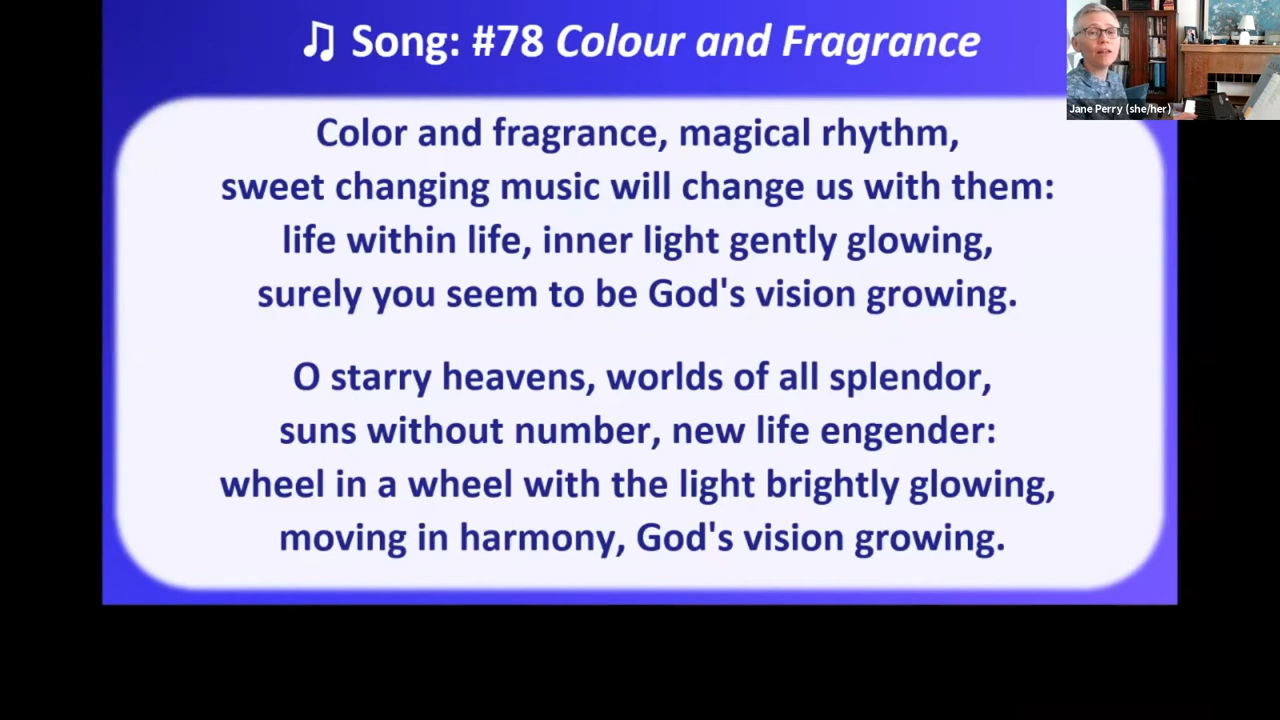 ♫ Song: #78 Colour and Fragrance
Jane Perry (she/her)
Color and fragrance, magical rhythm,
sweet changing music will change us with them:
life within life, inner light gently glowing,
surely you seem to be God's vision growing.
O starry heavens, worlds of all splendor,
suns without number, new life engender:
wheel in a wheel with the light brightly glowing,
moving in harmony, God's vision growing.